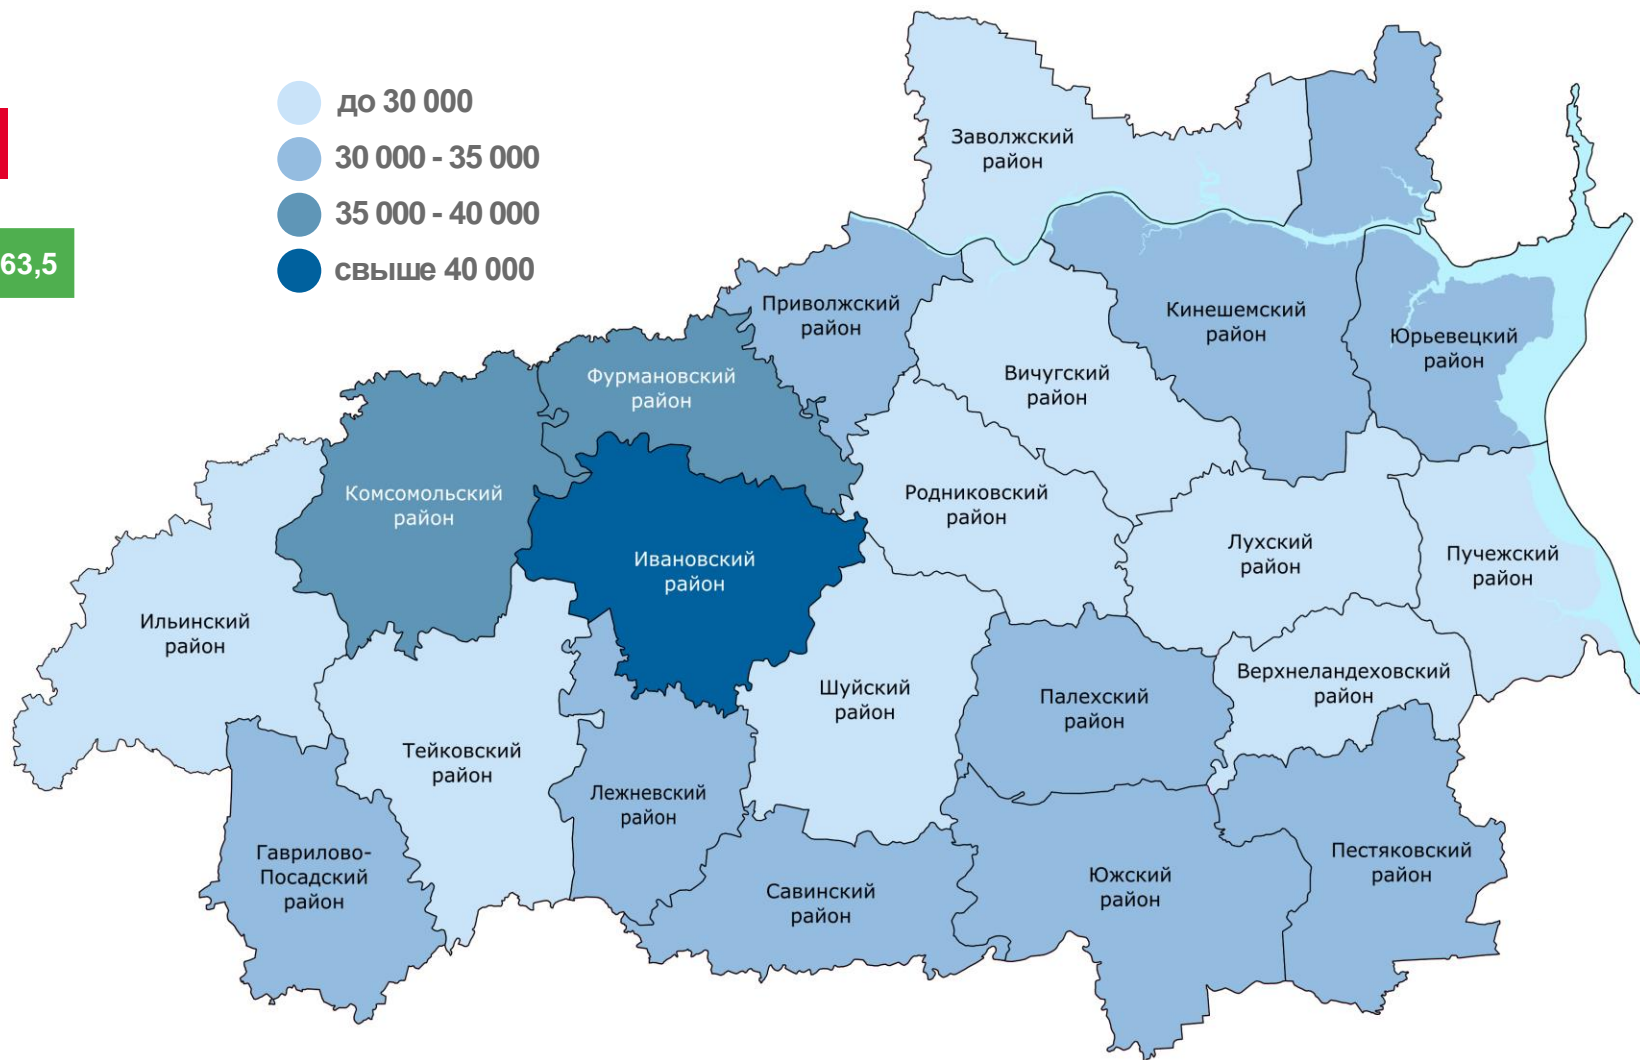 до 30 000
30 000 - 35 000
35 000 - 40 000
свыше 40 000
63,5
Заволжский
район
Приволжский
район
Кинешемский
район
Юрьевецкий
район
Фурмановский
район
Вичугский
район
Комсомольский
район
Родниковский
район
Ивановский
район
Лухский
район
Пучежский
район
Ильинский
район
Шуйский
район
Палехский
район
Верхнеландеховский
район
Тейковский
район
Лежневский
район
Гаврилово-
Посадский
район
Савинский
район
Южский
район
Пестяковский
район